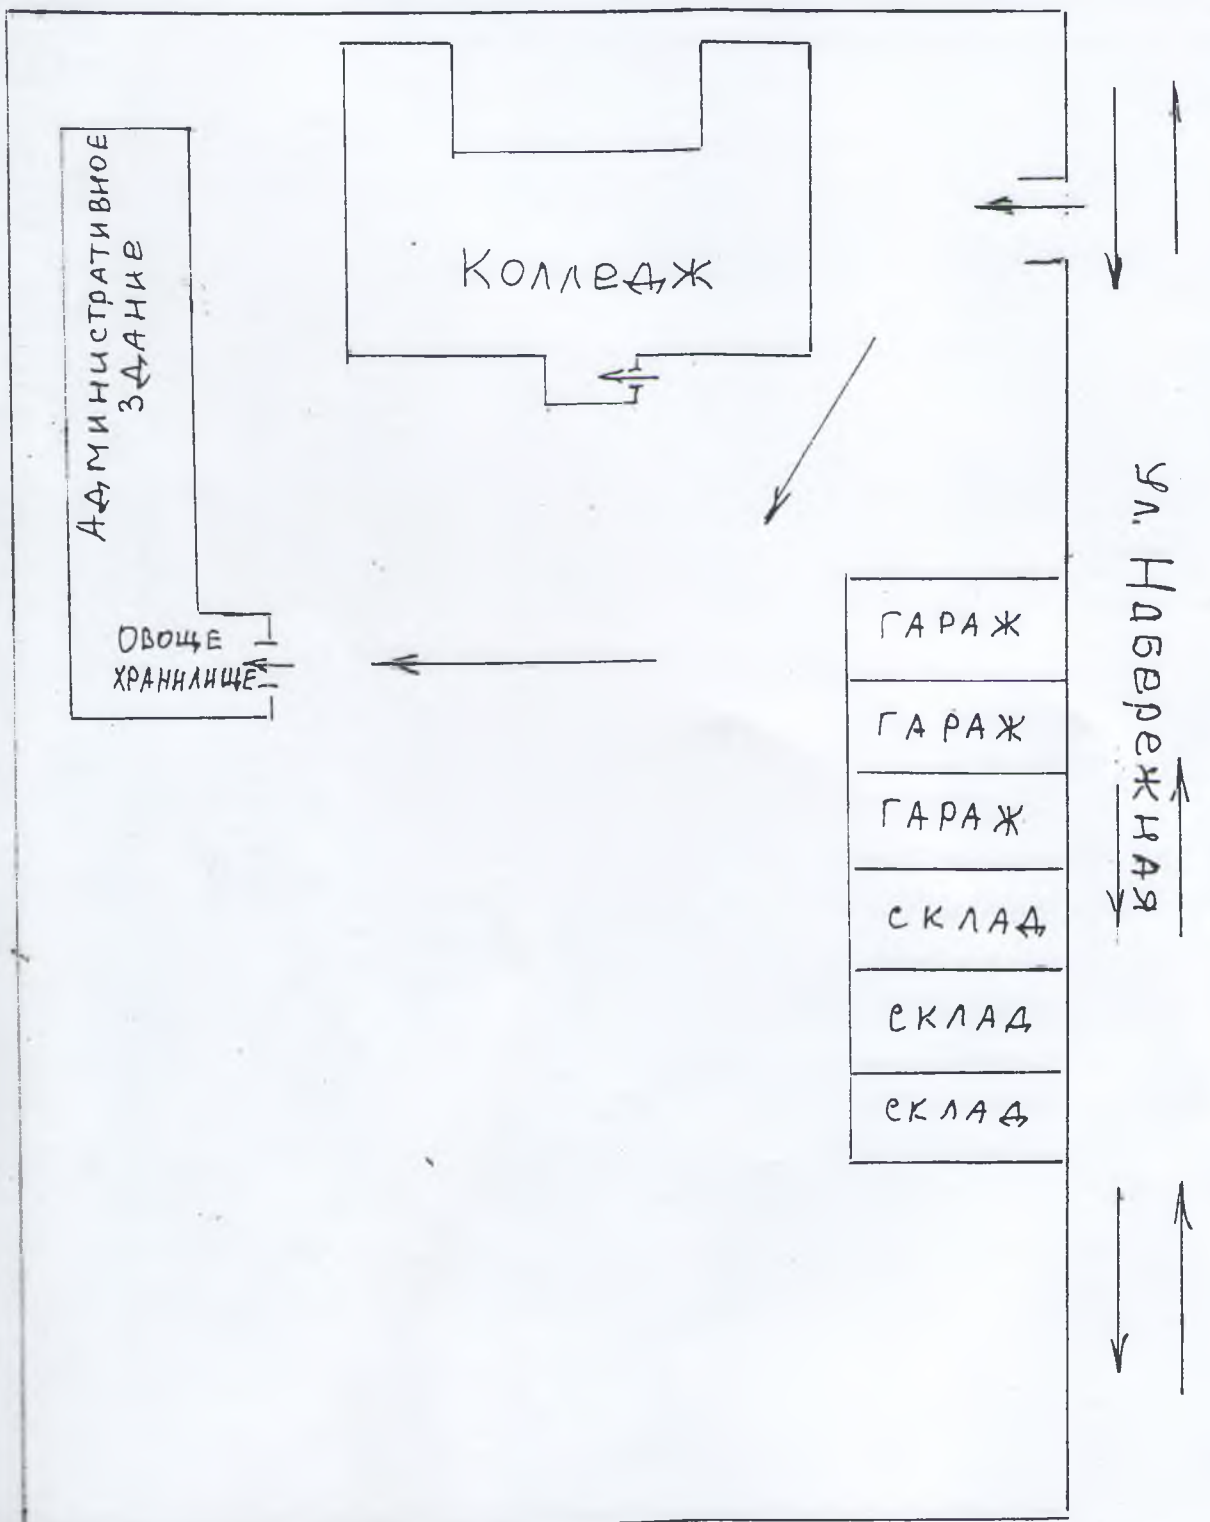 Административное
здание
Колледж
ОВОЩЕ
ХРАНИЛИЩЕ
ГАРАЖ
ГАРАЖ
ГАРАЖ
СКЛАД
СКЛАД
СКЛАД
ул. Набережная